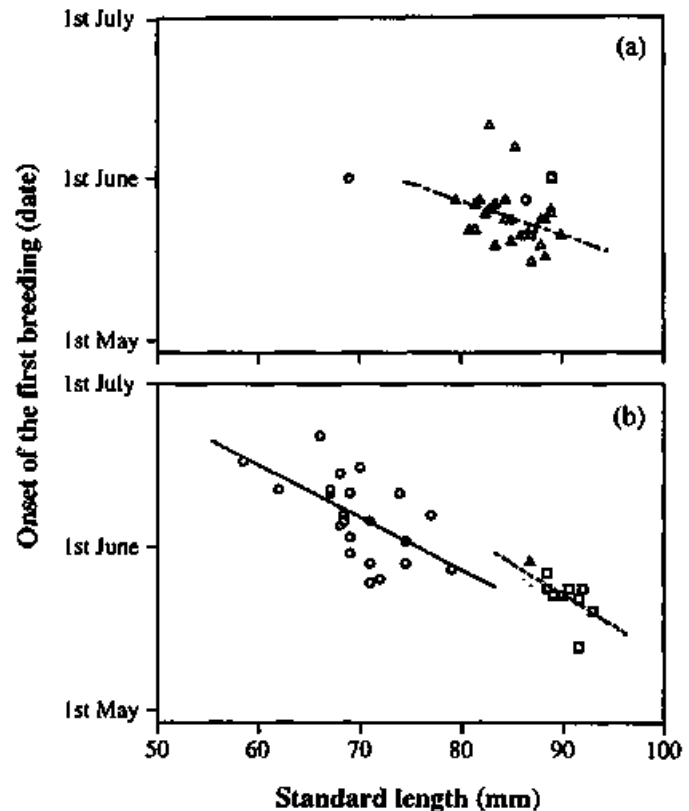 1st July
(a)
1st June
1st May
1st July
(b)
1st June
1st May
50 60 70 80 90 100
Standard length (mm)
Onset of the first breeding (date)